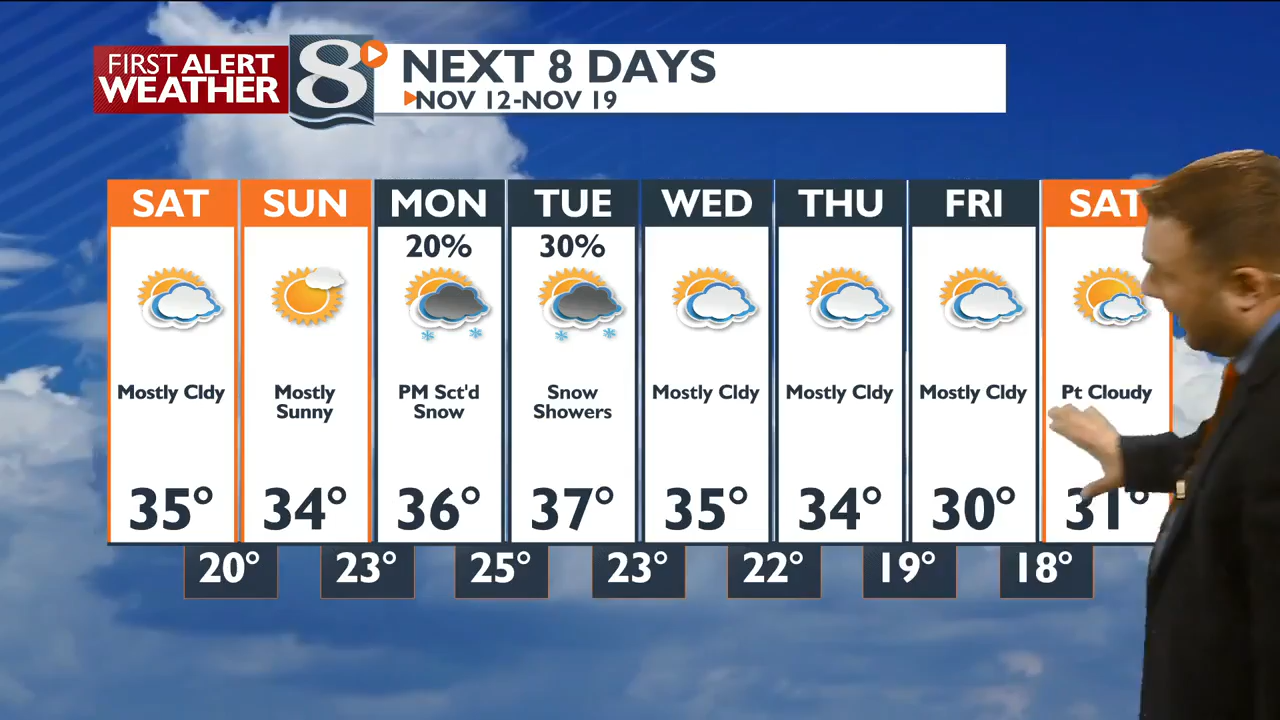 FIRST ALERT
WEATHER
8
NEXT 8 DAYS
NOV 12-NOV 19
SAT
SUN
MON
TUE
WED
THU
FRI
SAT
20%
30%
Mostly Cldy
Mostly
Sunny
PM Sct'd
Snow
Snow
Showers
Mostly Cldy
Mostly Cldy
Mostly Cldy
Pt Cloudy
35°
34°
36°
37°
35°
34°
30°
31°
20°
23°
25°
23°
22°
19°
18°